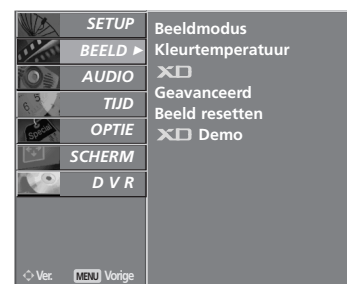 SETUP
BEELD
AUDIO
TIJD
OPTIE
SCHERM
D V R
Beeldmodus
Kleurtemperatuur
XD
Geavanceerd
Beeld resetten
XD Demo
Ver. MENU Vorige